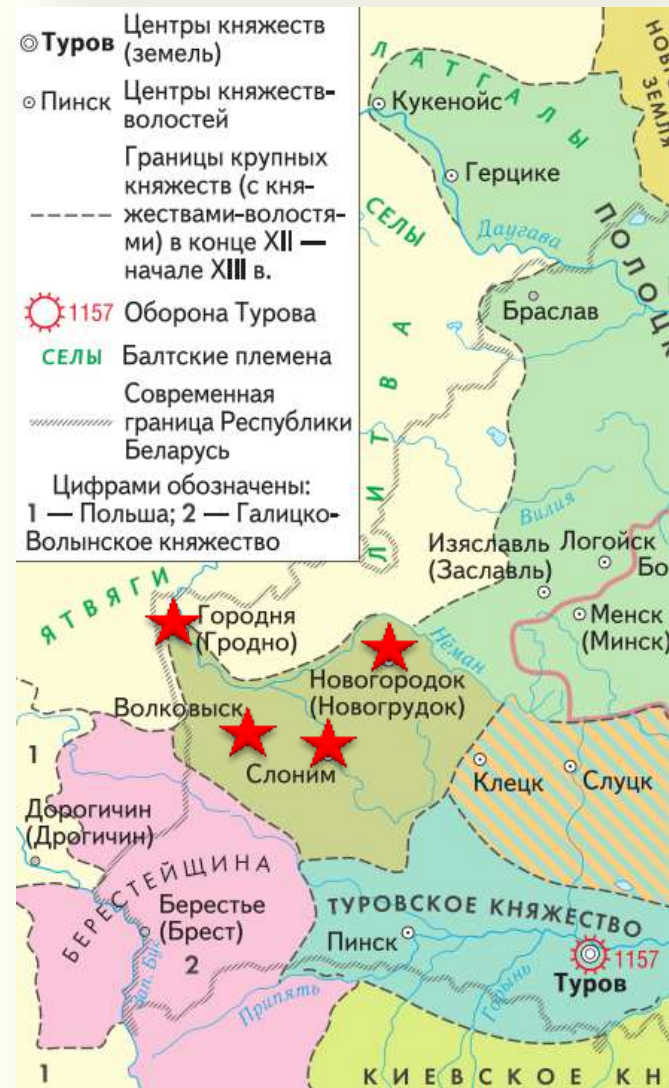 Туров Центры княжеств
(земель)
Пинск Центры княжеств-
волостей
Границы крупных
княжеств (с кня-
жествами-волостя-
ми) в конце XII —
начале XIII в.
1157 Оборона Турова
СЕЛЫ Балтские племена
Современная
граница Республики
Беларусь
Цифрами обозначены:
1 — Польша; 2 — Галицко-
Волынское княжество
ЛАТГАЛЫ
Кукенойс
Герцике
СЕЛЫ
Даугава
ЗЕМЛЯ
Браслав
ЛИТВА
Вилия
Изяславль
(Заславль)
Логойск
Бо
Менск
(Минск)
ЯТВЯГИ
Городня
(Гродно)
Новогородок
(Новогрудок)
Нёман
Волковыск
Слоним
Клецк
Слуцк
1
Дорогичин
(Дрогичин)
БЕРЕСТЕЙЩИНА
Берестье
(Брест)
2
Зап. Буг
ТУРОВСКОЕ КНЯЖЕСТВО
Пинск
1157
Туров
Горынь
Припять
1
КИЕВСКОЕ КН